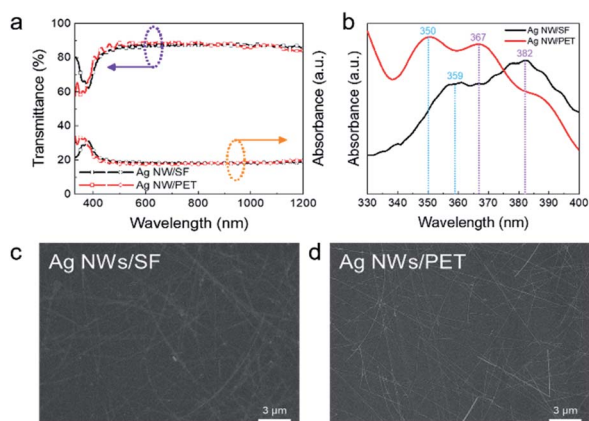 a
100
80
60
40
20
0
Transmittance (%)
Absorbance (a.u.)
Ag NW/SF
Ag NW/PET
400
600
800
1000
1200
Wavelength (nm)
b
350
367
382
359
Ag NW/SF
Ag NW/PET
Absorbance (a.u.)
330
340
350
360
370
380
390
400
Wavelength (nm)
c
Ag NWs/SF
3 µm
d
Ag NWs/PET
3 µm